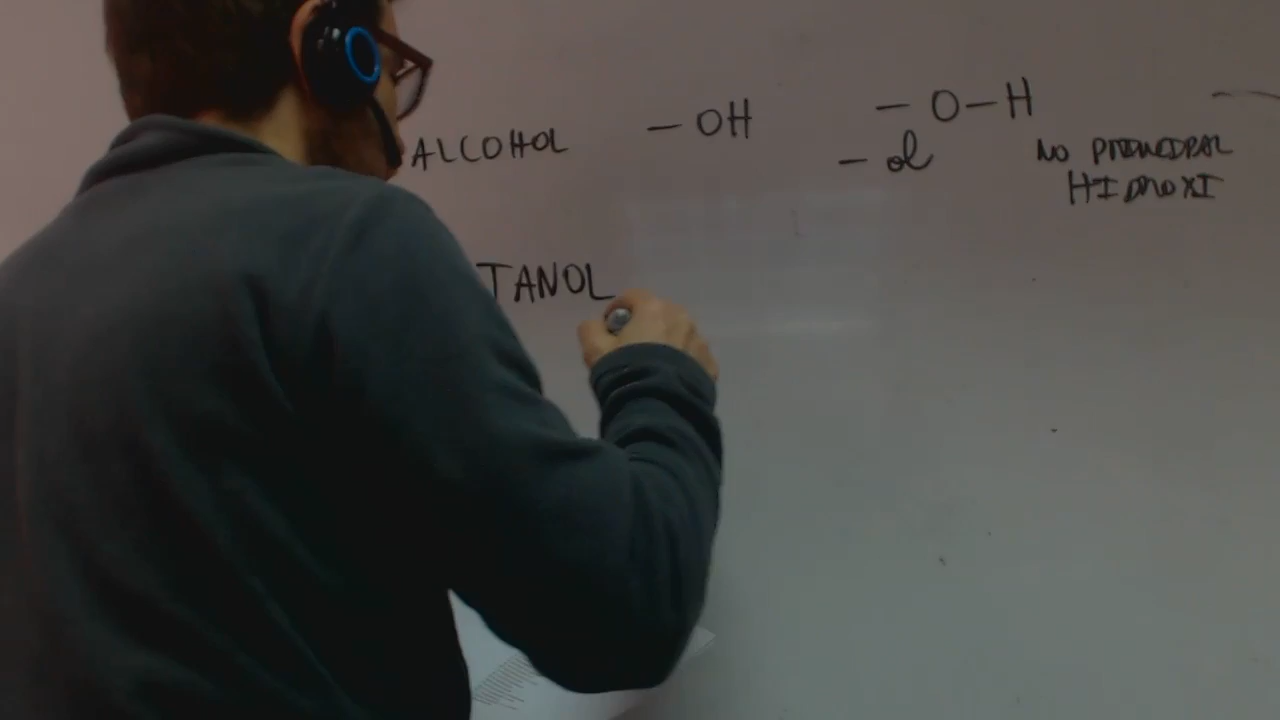 ALCOHOL - OH - O-H
- ol NO PRINCIPAL
HIDROXI
TANOL